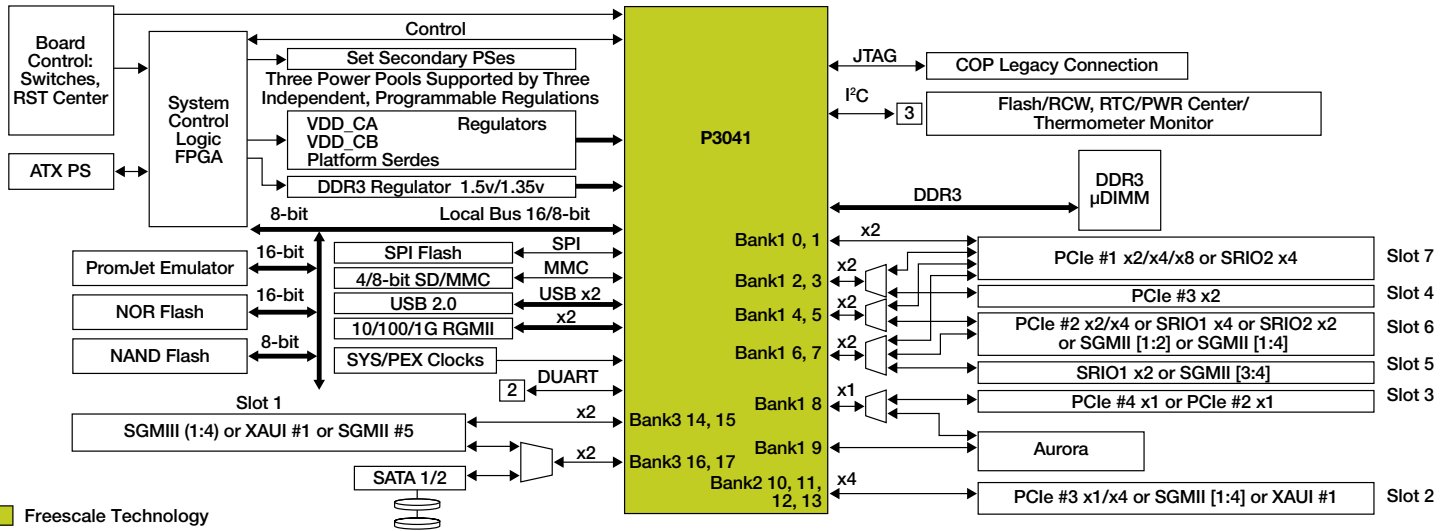 Board
Control:
Switches,
RST Center
ATX PS
System
Control
Logic
FPGA
Control
Set Secondary PSes
Three Power Pools Supported by Three
Independent, Programmable Regulations
VDD_CA Regulators
VDD_CB
Platform Serdes
DDR3 Regulator 1.5v/1.35v
8-bit
Local Bus 16/8-bit
16-bit
PromJet Emulator
16-bit
NOR Flash
8-bit
NAND Flash
SPI Flash
SPI
4/8-bit SD/MMC
MMC
USB 2.0
USB x2
10/100/1G RGMII
x2
SYS/PEX Clocks
2
DUART
Slot 1
SGMIII (1:4) or XAUI #1 or SGMII #5
x2
SATA 1/2
x2
P3041
Bank3 14, 15
Bank3 16, 17
Bank1 0, 1
Bank1 2, 3
Bank1 4, 5
Bank1 6, 7
Bank1 8
Bank1 9
Bank2 10, 11,
12, 13
JTAG
COP Legacy Connection
I²C
3
Flash/RCW, RTC/PWR Center/
Thermometer Monitor
DDR3
DDR3
µDIMM
x2
PCIe #1 x2/x4/x8 or SRIO2 x4
Slot 7
x2
PCIe #3 x2
Slot 4
x2
PCIe #2 x2/x4 or SRIO1 x4 or SRIO2 x2
or SGMII [1:2] or SGMII [1:4]
Slot 6
x2
SRIO1 x2 or SGMII [3:4]
Slot 5
x1
PCIe #4 x1 or PCIe #2 x1
Slot 3
Aurora
x4
PCIe #3 x1/x4 or SGMII [1:4] or XAUI #1
Slot 2
Freescale Technology